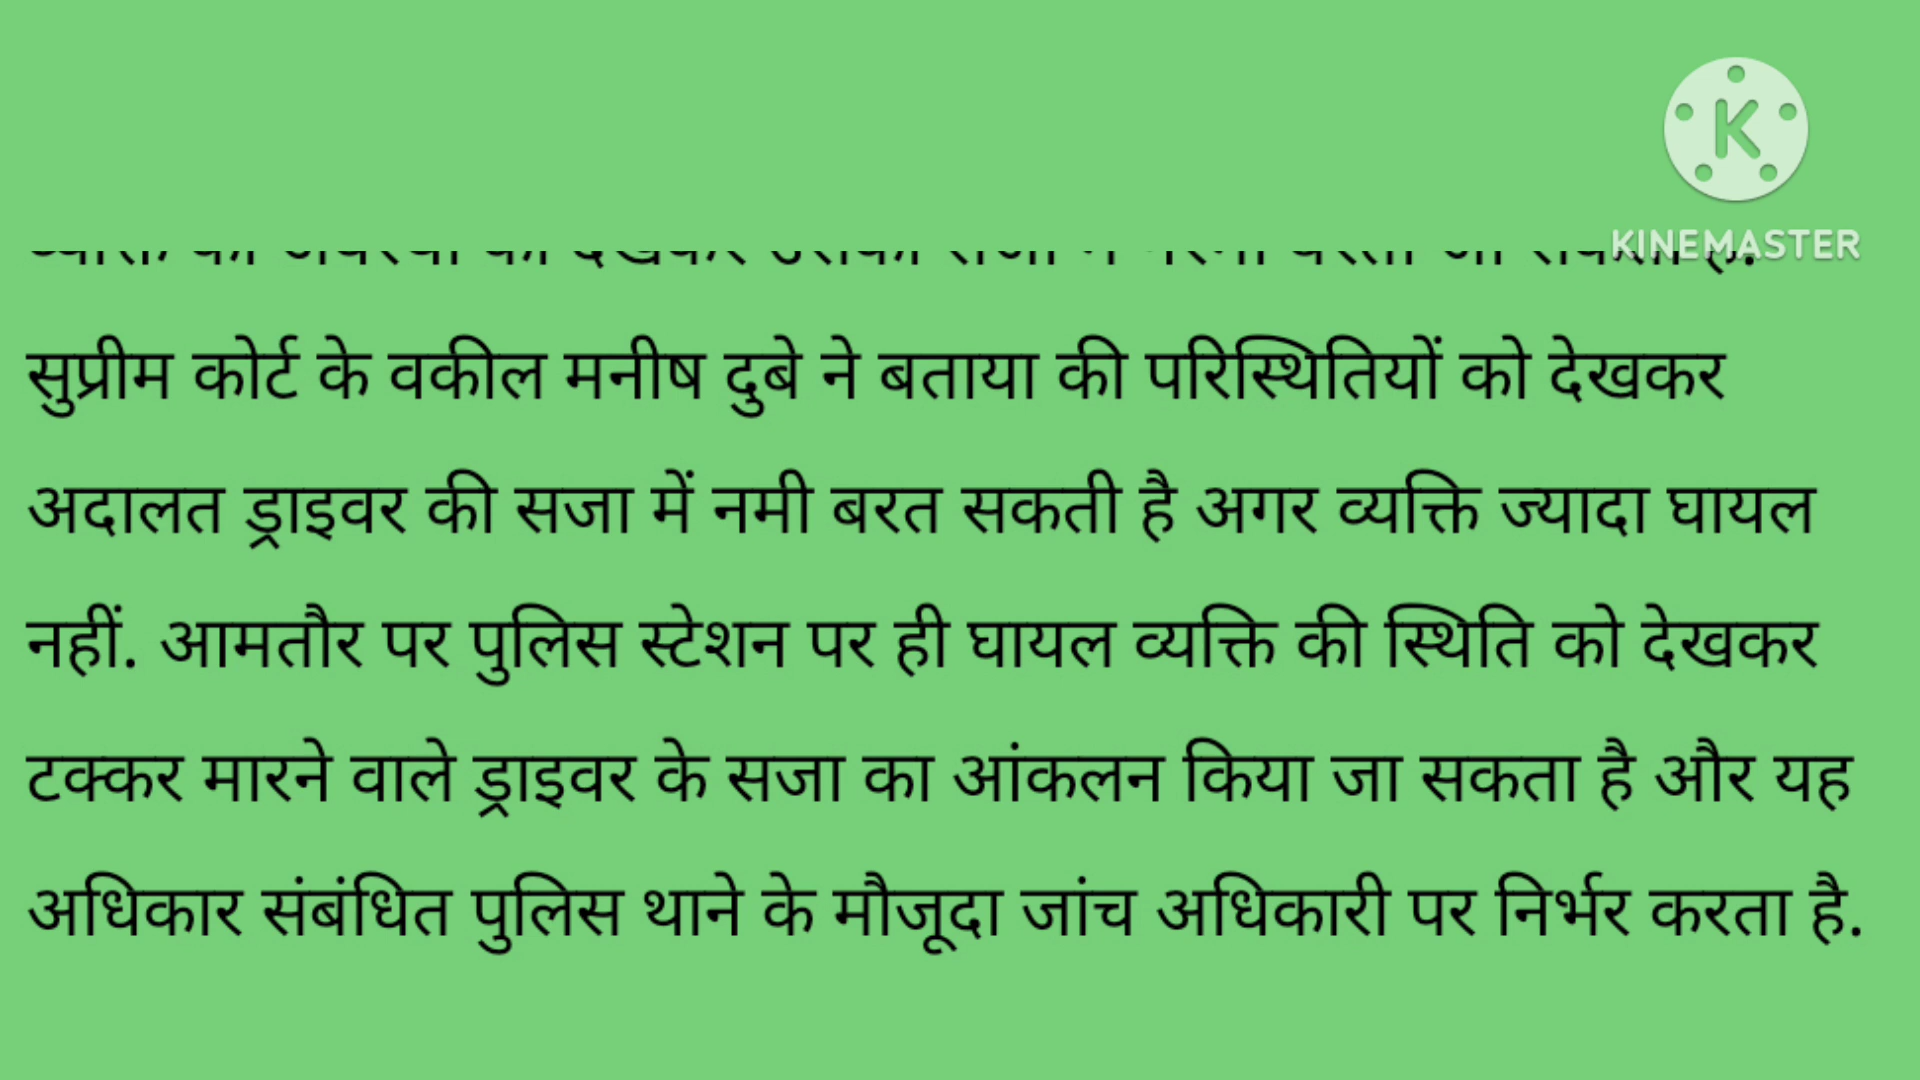 KINEMASTER
सुप्रीम कोर्ट के वकील मनीष दुबे ने बताया की परिस्थितियों को देखकर
अदालत ड्राइवर की सजा में नमी बरत सकती है अगर व्यक्ति ज्यादा घायल
नहीं. आमतौर पर पुलिस स्टेशन पर ही घायल व्यक्ति की स्थिति को देखकर
टक्कर मारने वाले ड्राइवर के सजा का आंकलन किया जा सकता है और यह
अधिकार संबंधित पुलिस थाने के मौजूदा जांच अधिकारी पर निर्भर करता है.